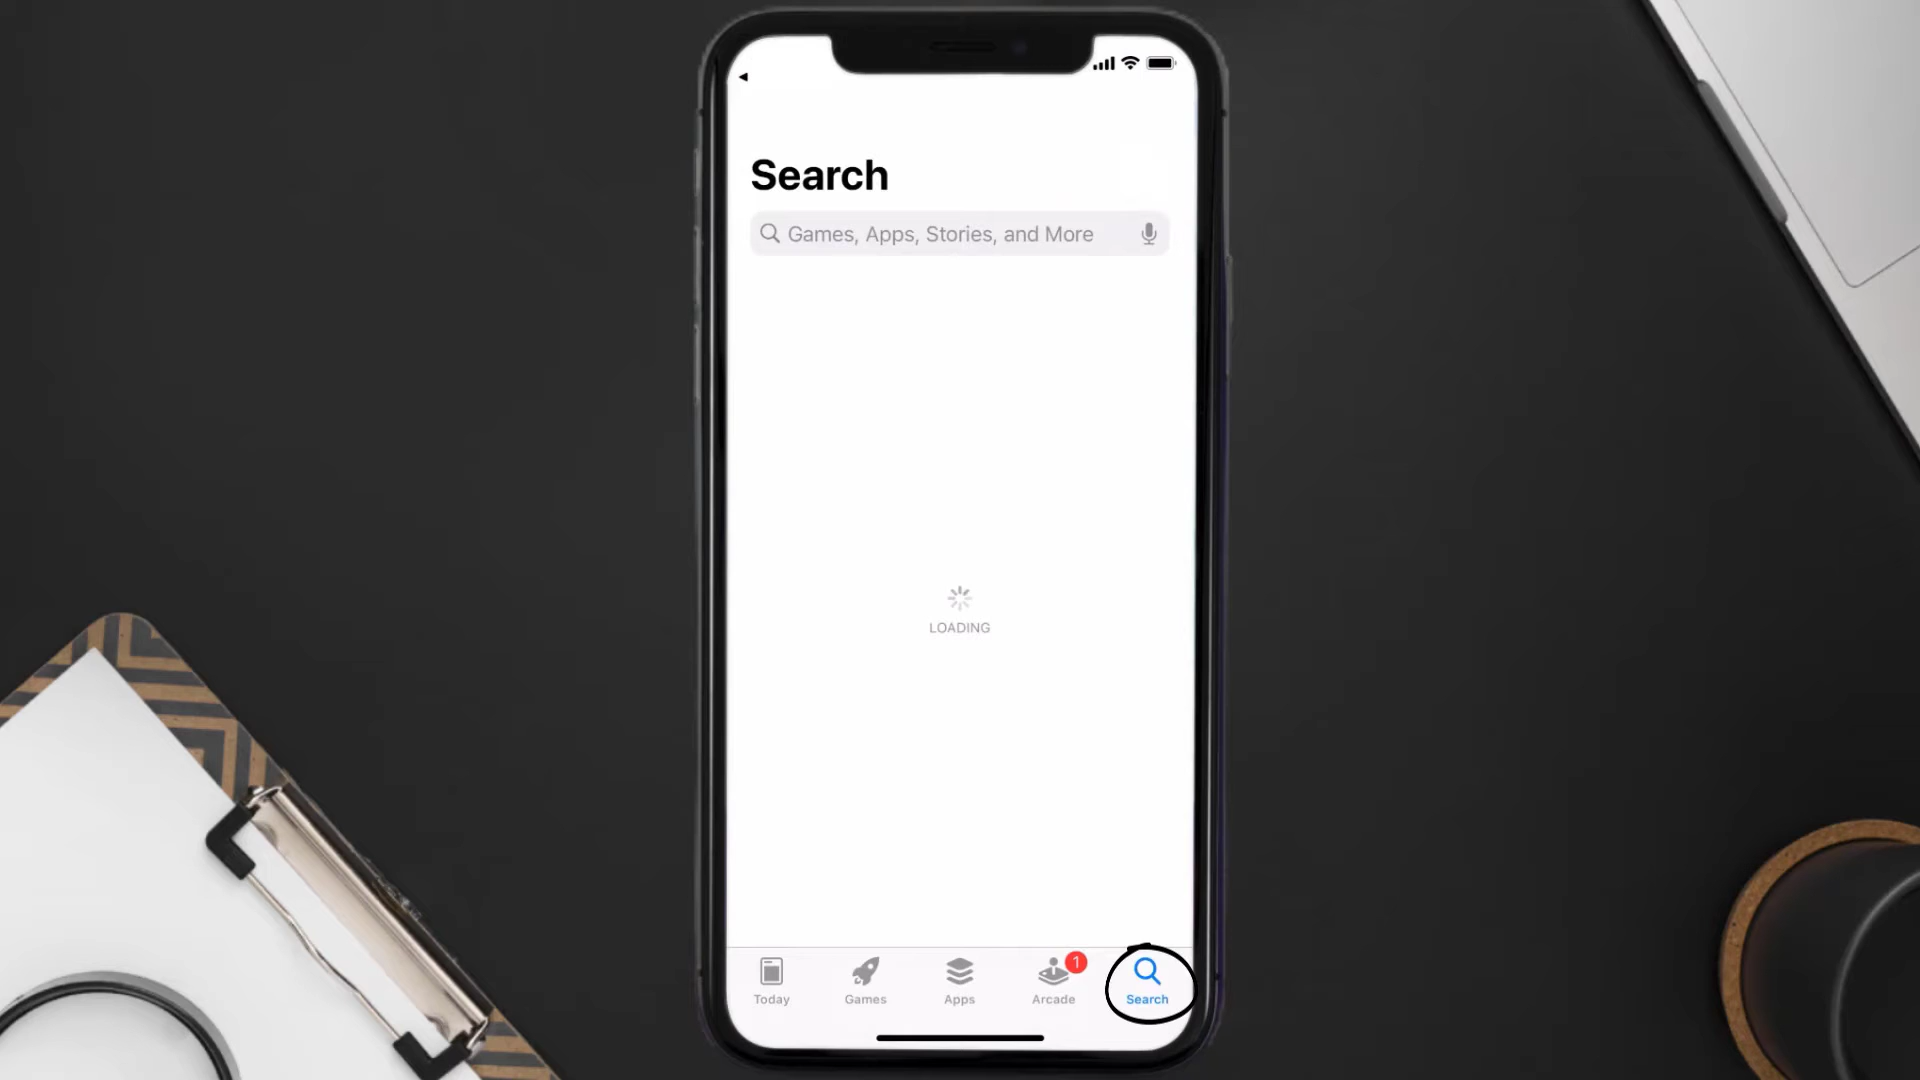 Search
Games, Apps, Stories, and More
LOADING
1
Today
Games
Apps
Arcade
Search